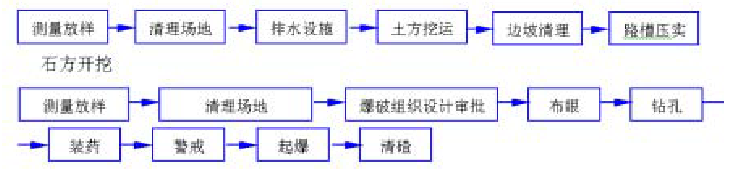 测量放样 清理场地 排水设施 土方挖运 边坡清理 路槽压实
石方开挖
测量放样 清理场地 爆破组织设计审批 布眼 钻孔
装药 警戒 起爆 清碴